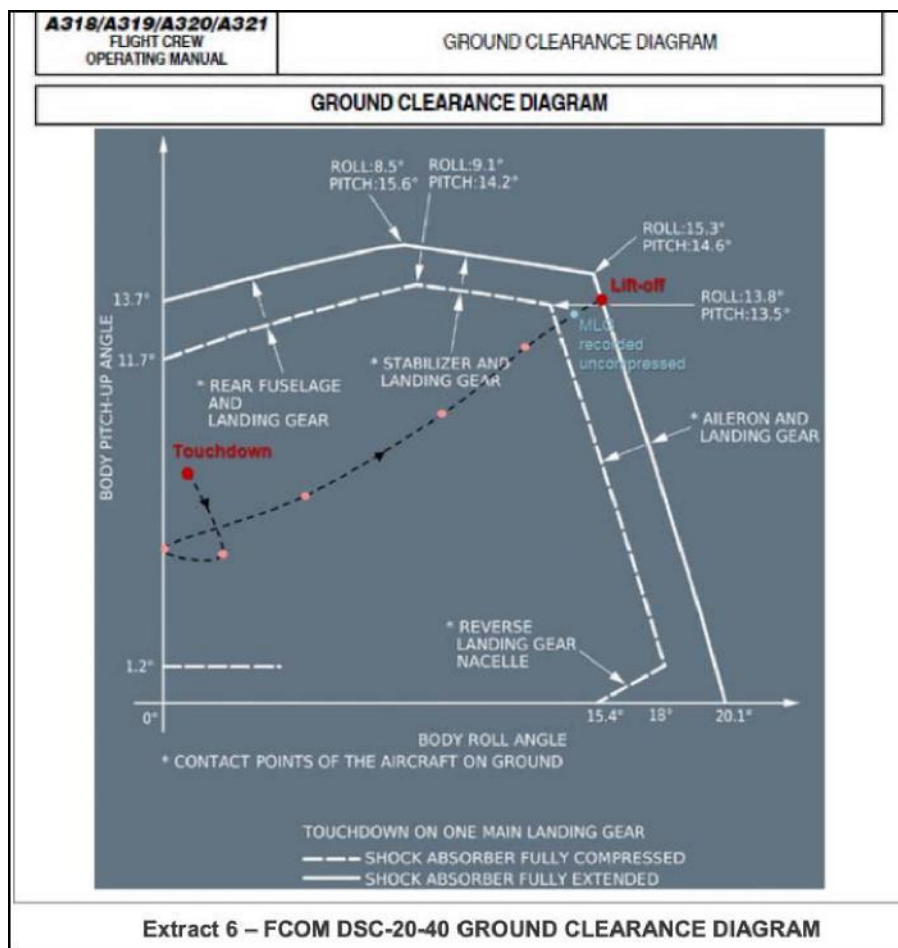 A318/A319/A320/A321
FLIGHT CREW
OPERATING MANUAL
GROUND CLEARANCE DIAGRAM
GROUND CLEARANCE DIAGRAM
ROLL:8.5°
PITCH:15.6°
ROLL:9.1°
PITCH:14.2°
ROLL:15.3°
PITCH:14.6°
Lift-off
13.7°
ROLL:13.8°
PITCH:13.5°
MLG
recorded
uncompressed
11.7°
* REAR FUSELAGE
AND
LANDING GEAR
* STABILIZER AND
LANDING GEAR
* AILERON AND
LANDING GEAR
BODY PITCH-UP ANGLE
Touchdown
* REVERSE
LANDING GEAR
NACELLE
1.2°
0°
15.4°
18°
20.1°
BODY ROLL ANGLE
* CONTACT POINTS OF THE AIRCRAFT ON GROUND
TOUCHDOWN ON ONE MAIN LANDING GEAR
SHOCK ABSORBER FULLY COMPRESSED
SHOCK ABSORBER FULLY EXTENDED
Extract 6 – FCOM DSC-20-40 GROUND CLEARANCE DIAGRAM